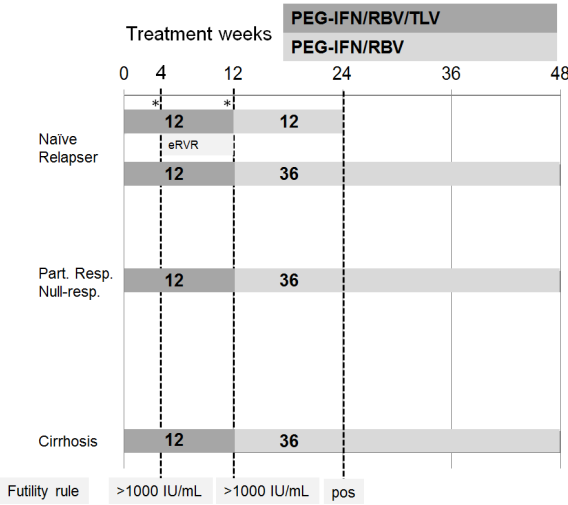 Treatment weeks
PEG-IFN/RBV/TLV
PEG-IFN/RBV
0 4 12 24 36 48
* *
12 12
Naïve
Relapser
eRVR
12 36
Part. Resp.
Null-resp.
12 36
Cirrhosis
12 36
Futility rule >1000 IU/mL >1000 IU/mL pos